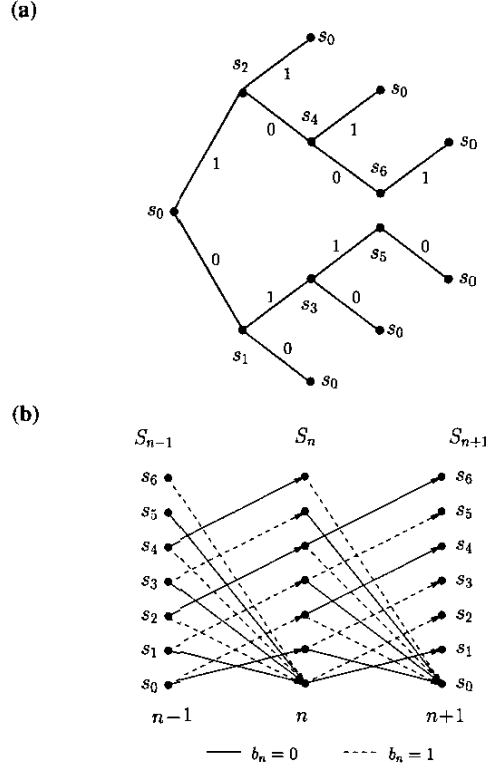 (a)
s₀
s₂
1
s₄
s₀
0
1
s₆
s₀
1
0
1
s₀
0
1
s₅
0
1
s₃
0
s₀
s₁
0
s₀
s₀
(b)
Sₙ₋₁ Sₙ Sₙ₊₁
s₆ s₆
s₅ s₅
s₄ s₄
s₃ s₃
s₂ s₂
s₁ s₁
s₀ s₀
n−1 n n+1
bₙ = 0 bₙ = 1